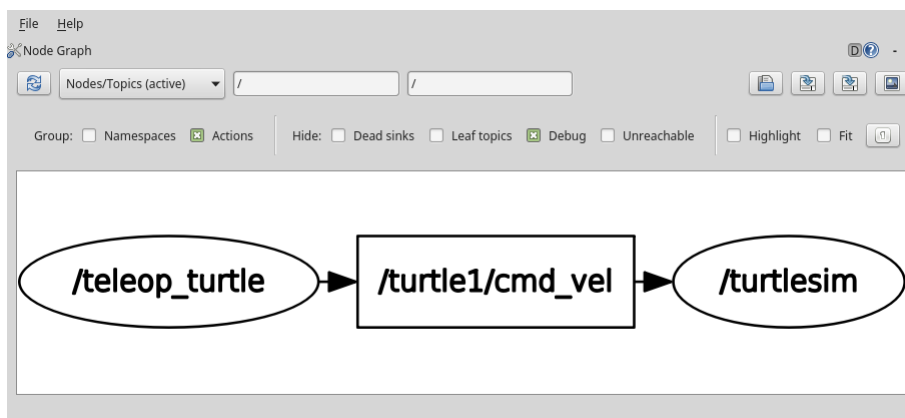 File Help
Node Graph D ? -
Nodes/Topics (active) / /
Group: Namespaces Actions Hide: Dead sinks Leaf topics Debug Unreachable Highlight Fit
/teleop_turtle /turtle1/cmd_vel /turtlesim